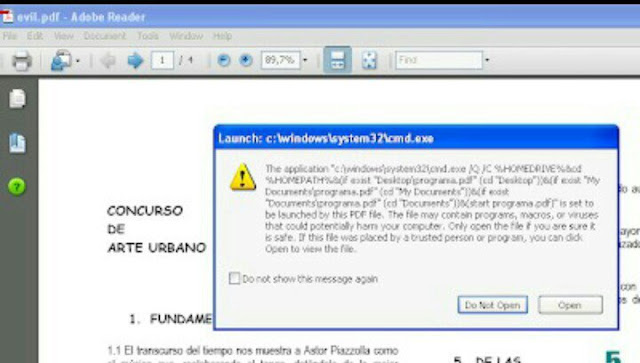 evil.pdf - Adobe Reader
File Edit View Document Tools Window Help
1 / 4 89,7% Find
Launch: c:\windows\system32\cmd.exe
The application "c:\windows\system32\cmd.exe /Q /C %HOMEDRIVE%&cd
%HOMEPATH%&(if exist "Desktop\programa.pdf" (cd "Desktop"))&(if exist "My
Documents\programa.pdf" (cd "My Documents"))&(if exist
"Documents\programa.pdf" (cd "Documents"))&(start programa.pdf)" is set to
be launched by this PDF file. The file may contain programs, macros, or viruses
that could potentially harm your computer. Only open the file if you are sure it
is safe. If this file was placed by a trusted person or program, you can click
Open to view the file.
Do not show this message again
Do Not Open Open
CONCURSO
DE
ARTE URBANO
1. FUNDAME
1.1 El transcurso del tiempo nos muestra a Astor Piazzolla como
5. DE LAS
5
con